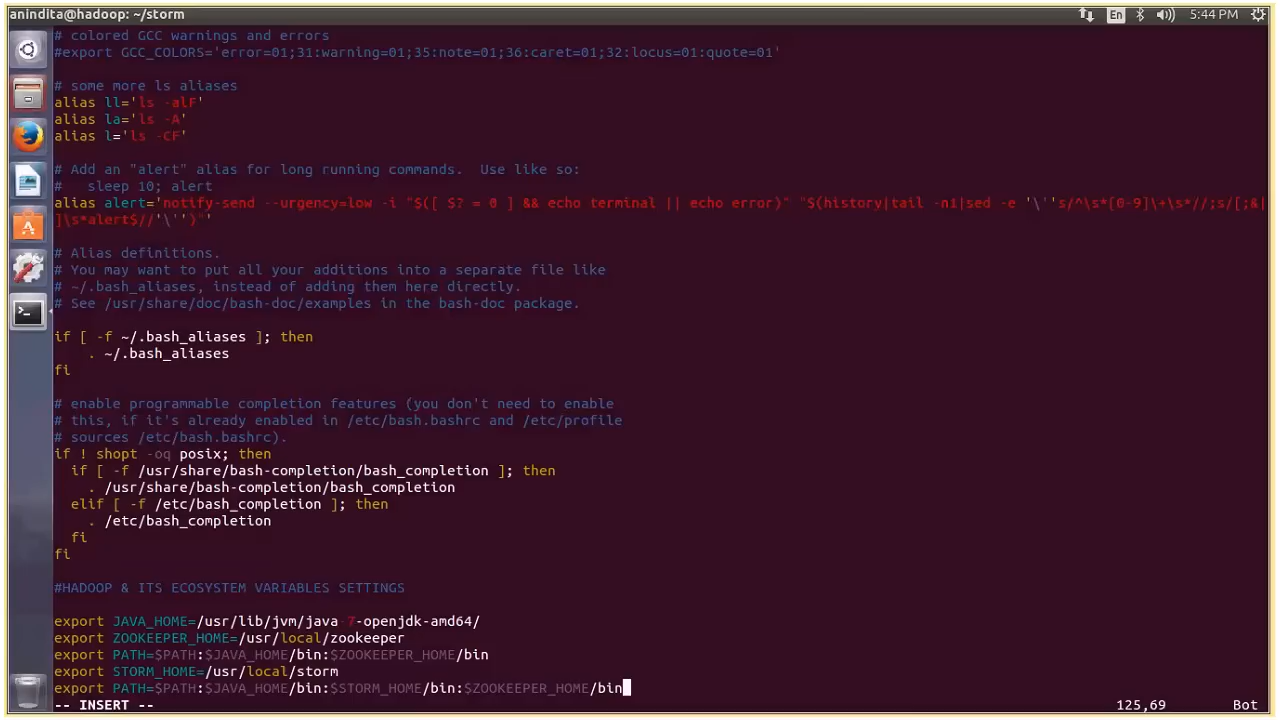 anindita@hadoop: ~/storm
En
5:44 PM
# colored GCC warnings and errors
#export GCC_COLORS='error=01;31:warning=01;35:note=01;36:caret=01;32:locus=01:quote=01'
# some more ls aliases
alias ll='ls -alF'
alias la='ls -A'
alias l='ls -CF'
# Add an "alert" alias for long running commands.  Use like so:
#   sleep 10; alert
alias alert='notify-send --urgency=low -i "$([ $? = 0 ] && echo terminal || echo error)" "$(history|tail -n1|sed -e '\''s/^\s*[0-9]\+\s*//;s/[;&|
]\s*alert$//'\'')"'
# Alias definitions.
# You may want to put all your additions into a separate file like
# ~/.bash_aliases, instead of adding them here directly.
# See /usr/share/doc/bash-doc/examples in the bash-doc package.
if [ -f ~/.bash_aliases ]; then
    . ~/.bash_aliases
fi
# enable programmable completion features (you don't need to enable
# this, if it's already enabled in /etc/bash.bashrc and /etc/profile
# sources /etc/bash.bashrc).
if ! shopt -oq posix; then
  if [ -f /usr/share/bash-completion/bash_completion ]; then
    . /usr/share/bash-completion/bash_completion
  elif [ -f /etc/bash_completion ]; then
    . /etc/bash_completion
  fi
fi
#HADOOP & ITS ECOSYSTEM VARIABLES SETTINGS
export JAVA_HOME=/usr/lib/jvm/java-7-openjdk-amd64/
export ZOOKEEPER_HOME=/usr/local/zookeeper
export PATH=$PATH:$JAVA_HOME/bin:$ZOOKEEPER_HOME/bin
export STORM_HOME=/usr/local/storm
export PATH=$PATH:$JAVA_HOME/bin:$STORM_HOME/bin:$ZOOKEEPER_HOME/bin
-- INSERT --
125,69
Bot